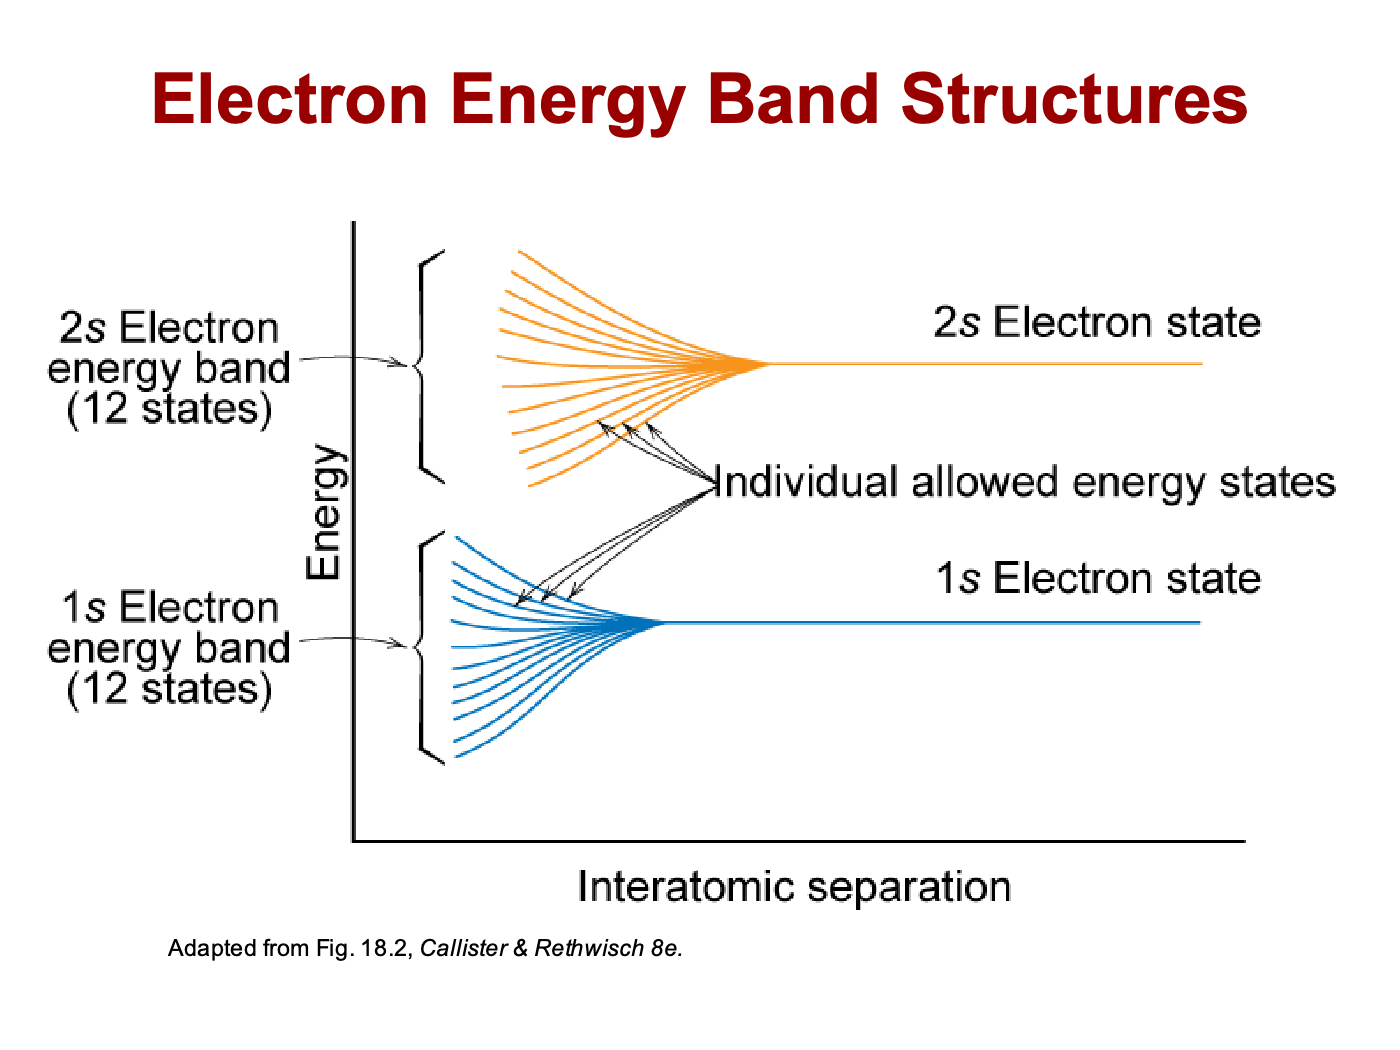 Electron Energy Band Structures
2s Electron
energy band
(12 states)
2s Electron state
Energy
Individual allowed energy states
1s Electron
energy band
(12 states)
1s Electron state
Interatomic separation
Adapted from Fig. 18.2, Callister & Rethwisch 8e.